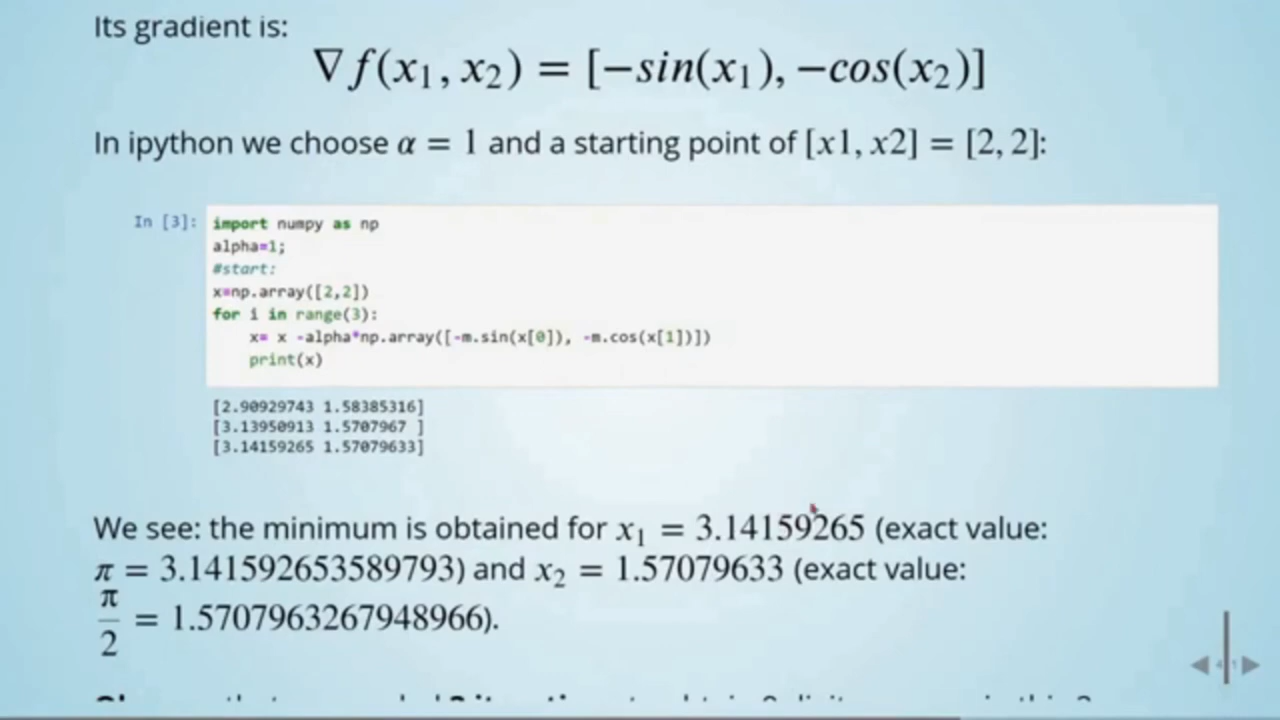 Its gradient is:
∇f(x₁, x₂) = [−sin(x₁), −cos(x₂)]
In ipython we choose α = 1 and a starting point of [x1, x2] = [2, 2]:
In [3]: import numpy as np
alpha=1;
#start:
x=np.array([2,2])
for i in range(3):
x= x -alpha*np.array([-m.sin(x[0]), -m.cos(x[1])])
print(x)
[2.90929743 1.58385316]
[3.13950913 1.5707967 ]
[3.14159265 1.57079633]
We see: the minimum is obtained for x₁ = 3.14159265 (exact value:
π = 3.141592653589793) and x₂ = 1.57079633 (exact value:
π/2 = 1.5707963267948966).